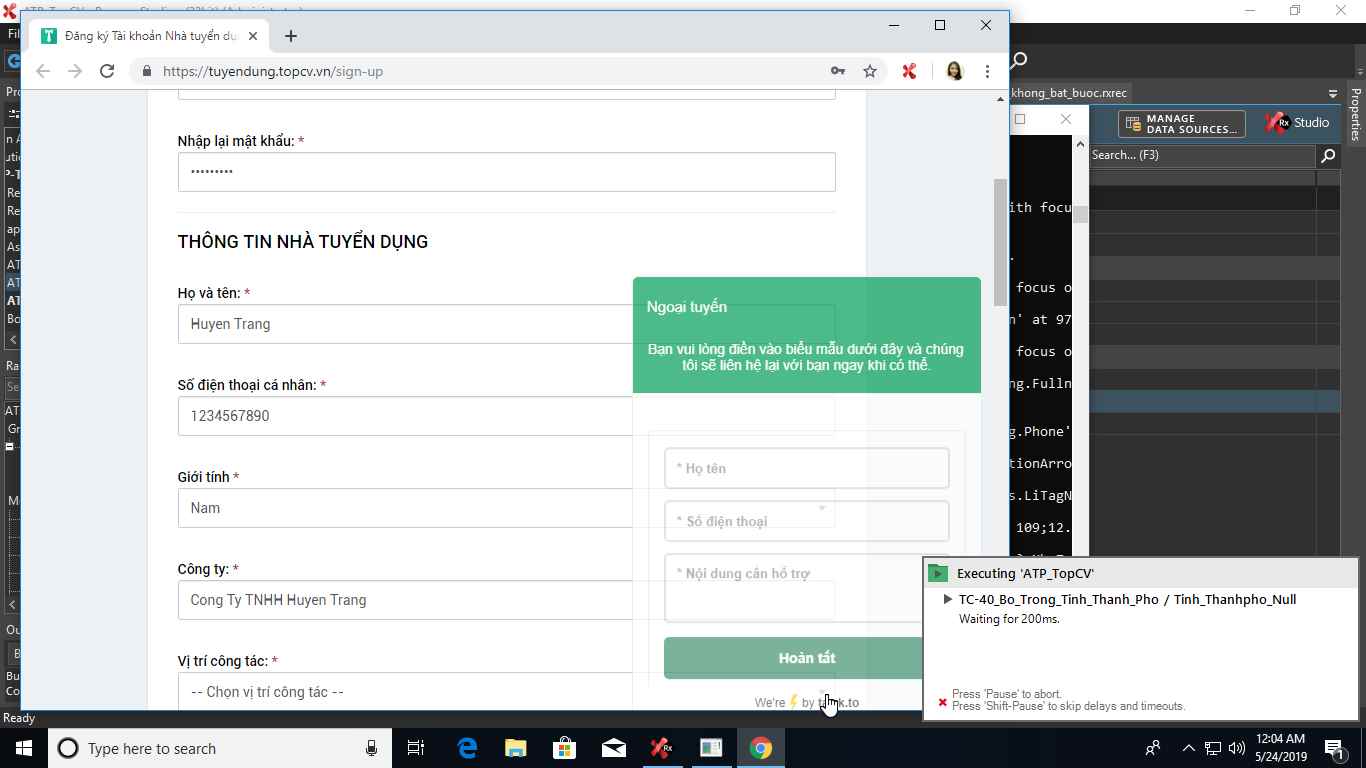 Đăng ký Tài khoản Nhà tuyển dụ
https://tuyendung.topcv.vn/sign-up
Nhập lại mật khẩu: *
•••••••••
THÔNG TIN NHÀ TUYỂN DỤNG
Họ và tên: *
Huyen Trang
Số điện thoại cá nhân: *
1234567890
Giới tính *
Nam
Công ty: *
Cong Ty TNHH Huyen Trang
Vị trí công tác: *
-- Chọn vị trí công tác --
Ngoại tuyến
Bạn vui lòng điền vào biểu mẫu dưới đây và chúng
tôi sẽ liên hệ lại với bạn ngay khi có thể.
* Họ tên
* Số điện thoại
* Nội dung cần hỗ trợ
Hoàn tất
We're ⚡ by
khong_bat_buoc.rxrec
Properties
MANAGE
DATA SOURCES...
Rx Studio
Search... (F3)
ith focu
focus o
n' at 97
focus o
ng.Fulln
g.Phone'
tionArro
s.LiTagN
109;12.
Executing 'ATP_TopCV'
TC-40_Bo_Trong_Tinh_Thanh_Pho / Tinh_Thanhpho_Null
Waiting for 200ms.
Press 'Pause' to abort.
Press 'Shift-Pause' to skip delays and timeouts.
Ready
Type here to search
Rx
12:04 AM
5/24/2019
1